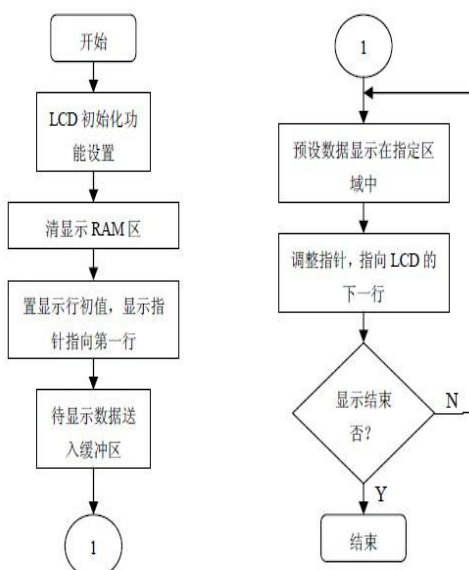 开始
LCD 初始化功
能设置
清显示 RAM 区
置显示行初值，显示指
针指向第一行
待显示数据送
入缓冲区
1
1
预设数据显示在指定区
域中
调整指针，指向 LCD 的
下一行
显示结束
否？
N
Y
结束